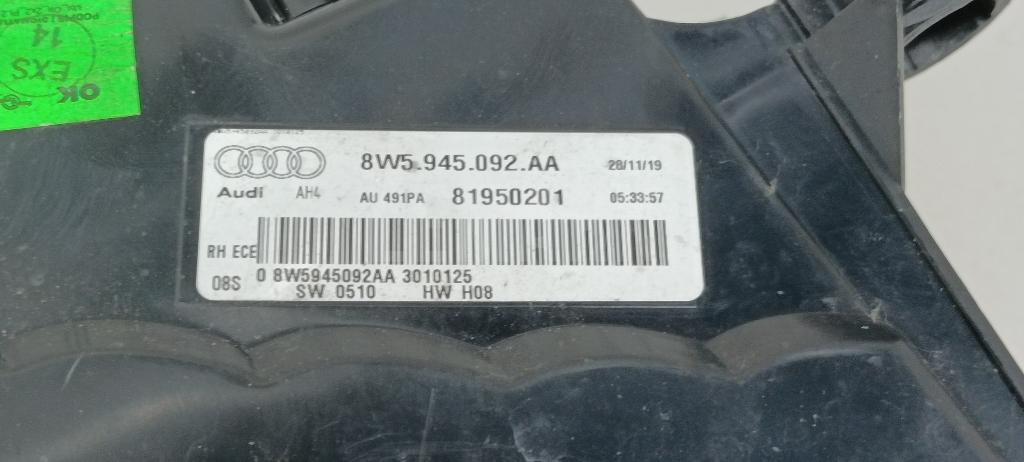 OK
EXS
14
8W5.945.092.AA
28/11/19
Audi AH4 AU 491PA 81950201 05:33:57
RH ECE
0 8W5945092AA 3010125
08S
SW 0510 HW H08